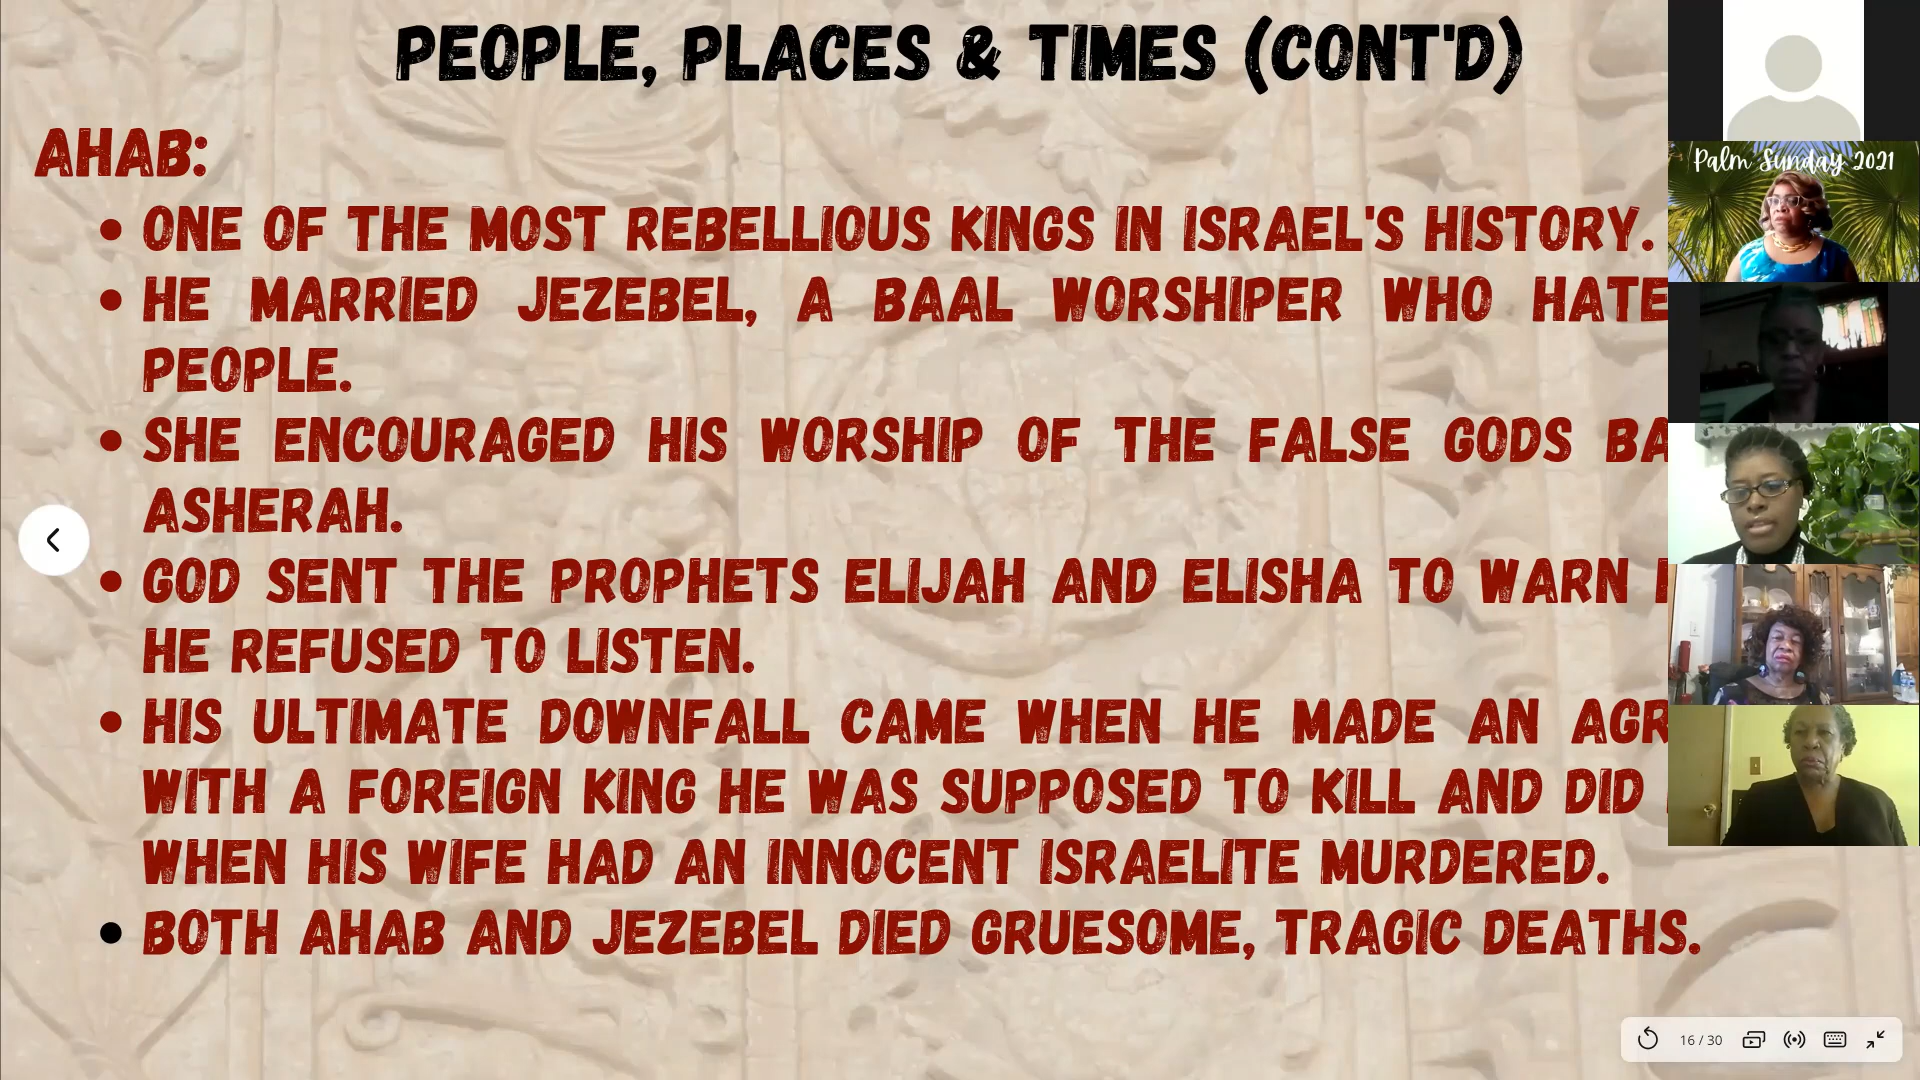 PEOPLE, PLACES & TIMES (CONT'D)
AHAB:
• ONE OF THE MOST REBELLIOUS KINGS IN ISRAEL'S HISTORY.
• HE MARRIED JEZEBEL, A BAAL WORSHIPER WHO HATE
PEOPLE.
• SHE ENCOURAGED HIS WORSHIP OF THE FALSE GODS BA
ASHERAH.
• GOD SENT THE PROPHETS ELIJAH AND ELISHA TO WARN
HE REFUSED TO LISTEN.
• HIS ULTIMATE DOWNFALL CAME WHEN HE MADE AN AGR
WITH A FOREIGN KING HE WAS SUPPOSED TO KILL AND DID
WHEN HIS WIFE HAD AN INNOCENT ISRAELITE MURDERED.
• BOTH AHAB AND JEZEBEL DIED GRUESOME, TRAGIC DEATHS.
Palm Sunday 2021
16 / 30